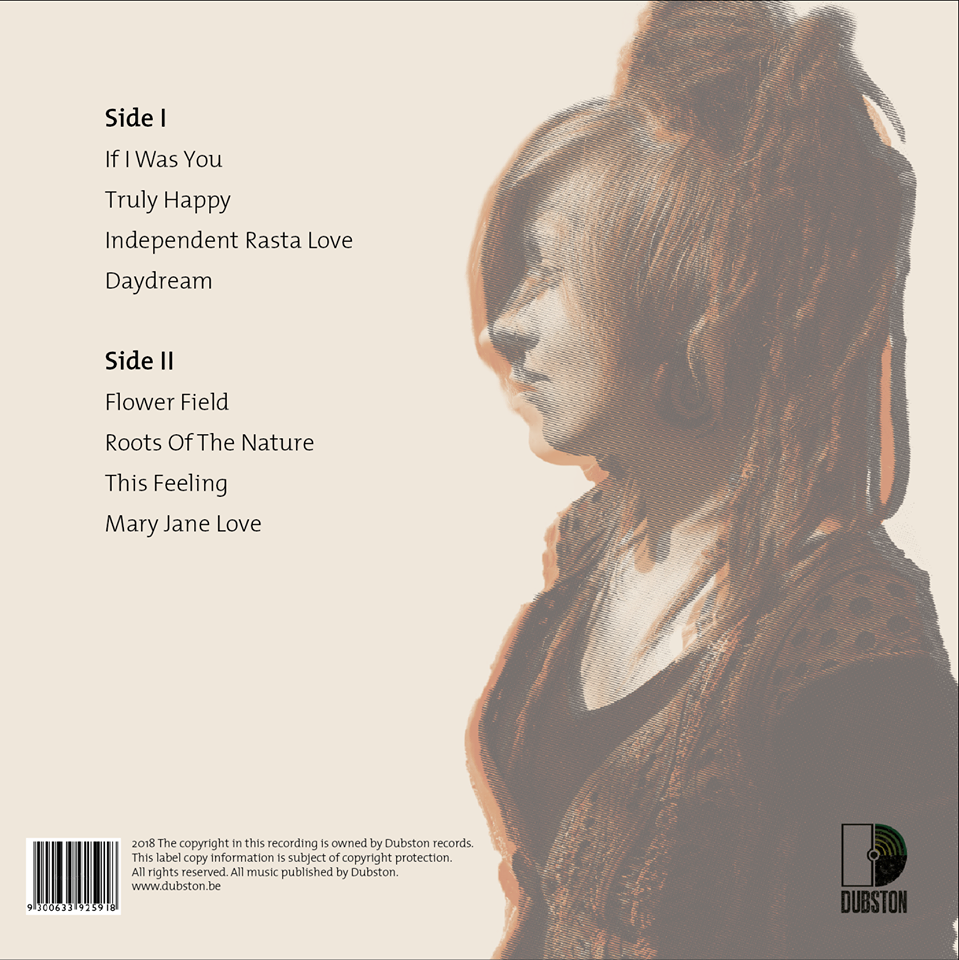 Side I
If I Was You
Truly Happy
Independent Rasta Love
Daydream
Side II
Flower Field
Roots Of The Nature
This Feeling
Mary Jane Love
2018 The copyright in this recording is owned by Dubston records.
This label copy information is subject of copyright protection.
All rights reserved. All music published by Dubston.
www.dubston.be
9 300633 925918
DUBSTON